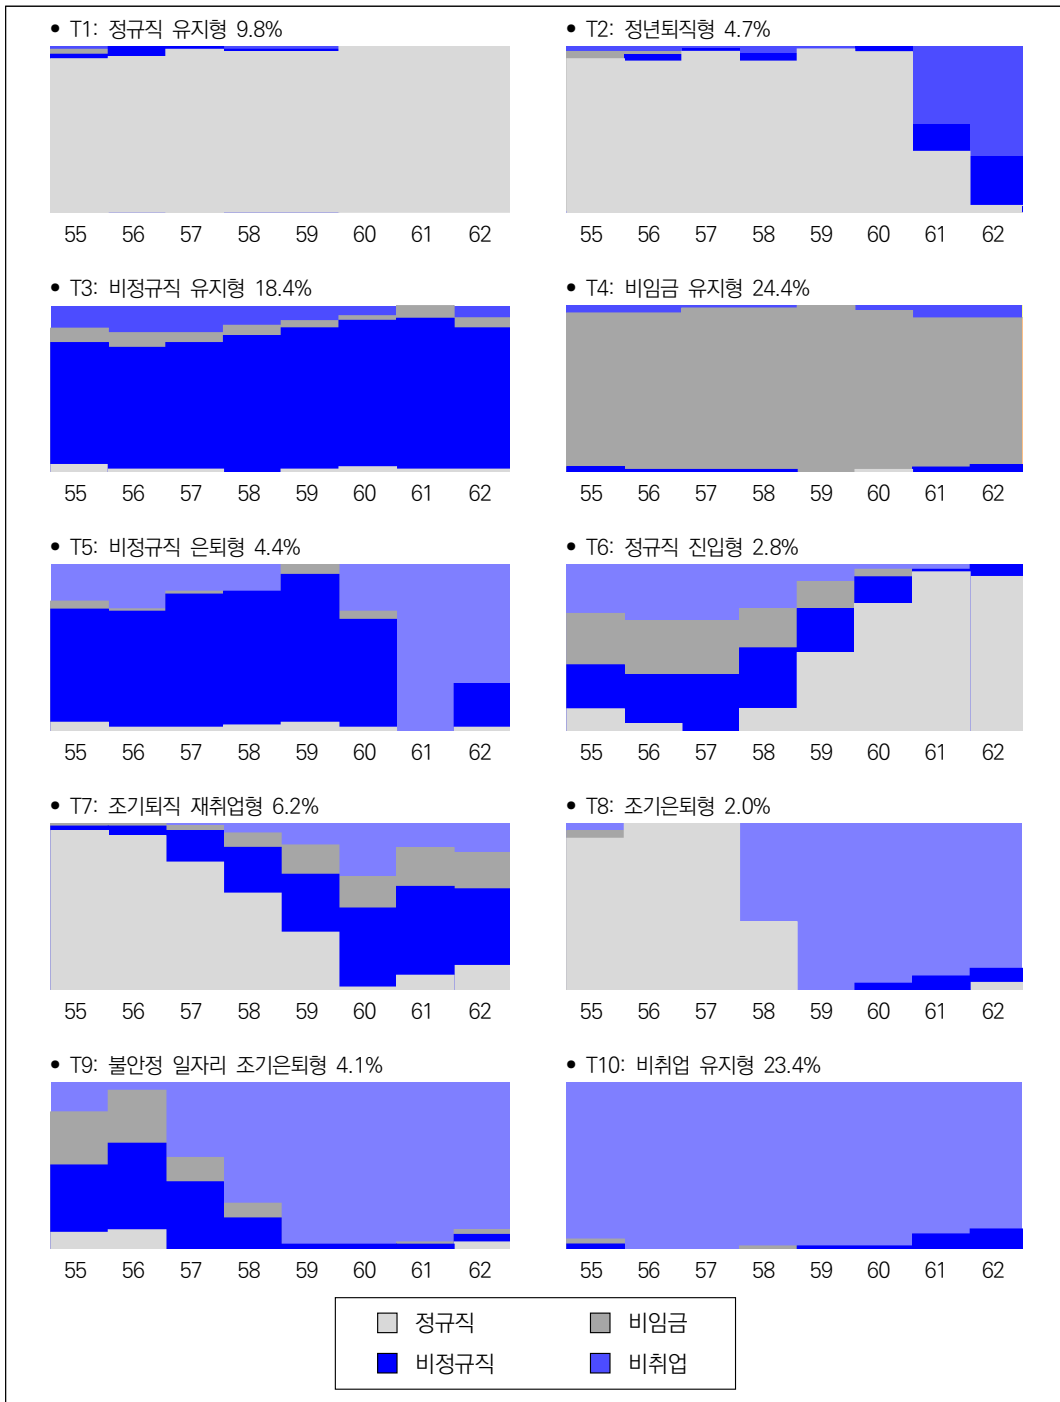 • T1: 정규직 유지형 9.8%
• T2: 정년퇴직형 4.7%
55 56 57 58 59 60 61 62
55 56 57 58 59 60 61 62
• T3: 비정규직 유지형 18.4%
• T4: 비임금 유지형 24.4%
55 56 57 58 59 60 61 62
55 56 57 58 59 60 61 62
• T5: 비정규직 은퇴형 4.4%
• T6: 정규직 진입형 2.8%
55 56 57 58 59 60 61 62
55 56 57 58 59 60 61 62
• T7: 조기퇴직 재취업형 6.2%
• T8: 조기은퇴형 2.0%
55 56 57 58 59 60 61 62
55 56 57 58 59 60 61 62
• T9: 불안정 일자리 조기은퇴형 4.1%
• T10: 비취업 유지형 23.4%
55 56 57 58 59 60 61 62
55 56 57 58 59 60 61 62
정규직
비임금
비정규직
비취업